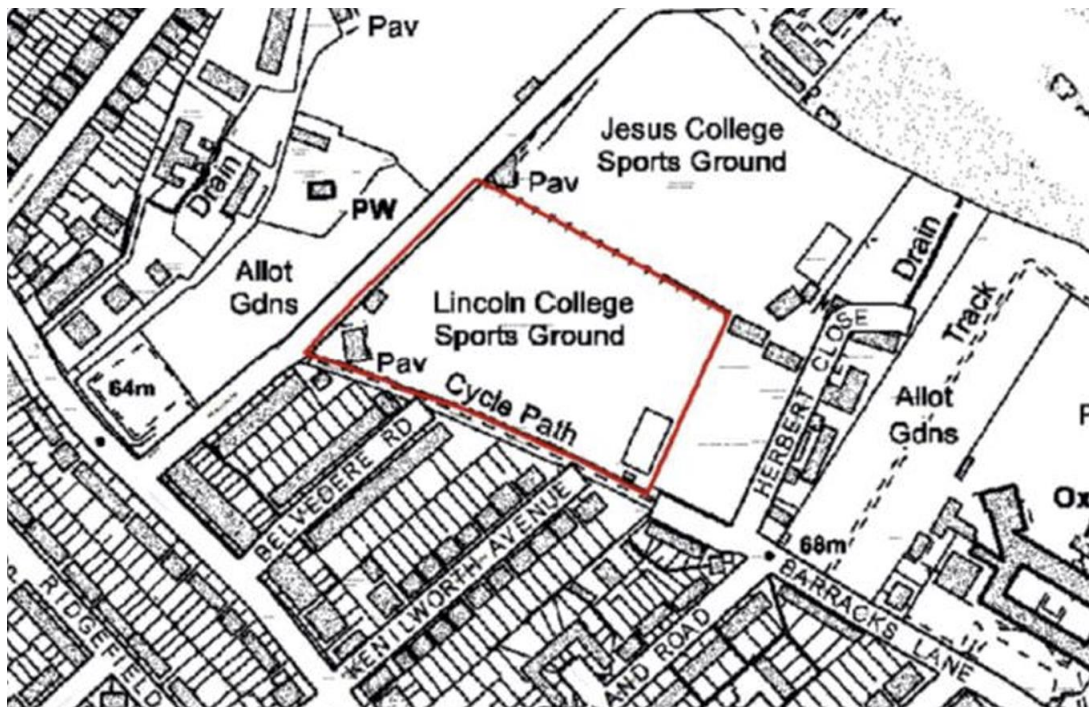 Pav
Jesus College
Sports Ground
Pav
Drain
PW
Drain
Allot
Gdns
Lincoln College
Sports Ground
Track
HERBERT CLOSE
Pav
64m
Cycle Path
Allot
Gdns
BELVEDERE RD
KENILWORTH AVENUE
68m
BARRACKS LANE
RIDGEFIELD
AND ROAD